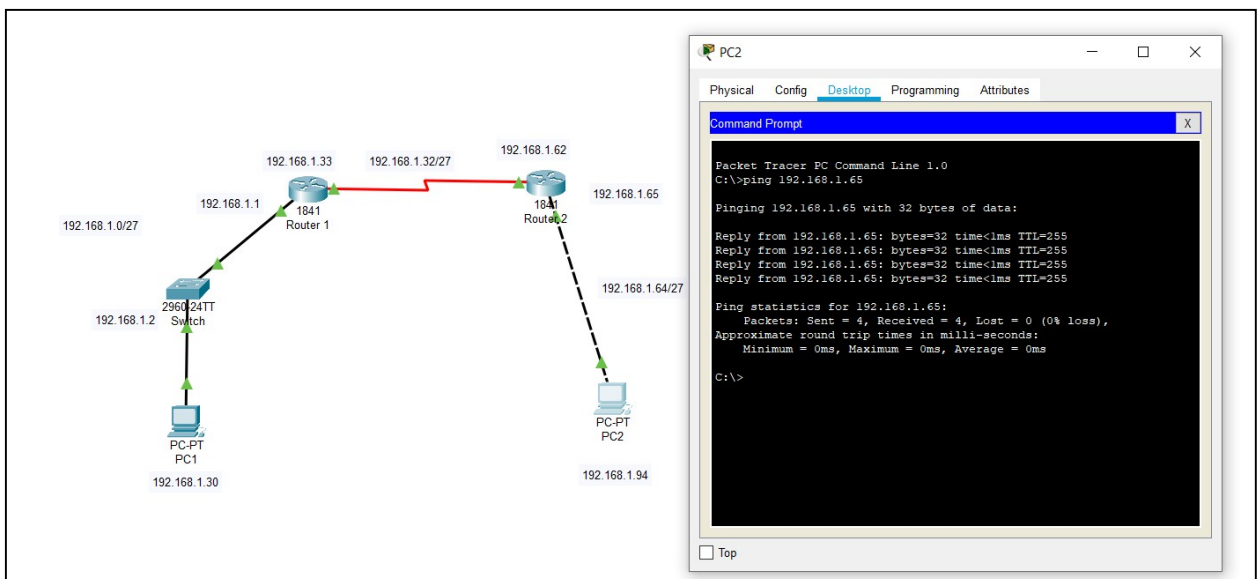 192.168.1.62
192.168.1.33
192.168.1.32/27
192.168.1.65
192.168.1.1
1841
Router 1
1841
Router 2
192.168.1.0/27
192.168.1.64/27
2960-24TT
Switch
192.168.1.2
PC-PT
PC1
192.168.1.30
PC-PT
PC2
192.168.1.94
PC2
Physical Config Desktop Programming Attributes
Command Prompt X
Packet Tracer PC Command Line 1.0
C:\>ping 192.168.1.65
Pinging 192.168.1.65 with 32 bytes of data:
Reply from 192.168.1.65: bytes=32 time<1ms TTL=255
Reply from 192.168.1.65: bytes=32 time<1ms TTL=255
Reply from 192.168.1.65: bytes=32 time<1ms TTL=255
Reply from 192.168.1.65: bytes=32 time<1ms TTL=255
Ping statistics for 192.168.1.65:
Packets: Sent = 4, Received = 4, Lost = 0 (0% loss),
Approximate round trip times in milli-seconds:
Minimum = 0ms, Maximum = 0ms, Average = 0ms
C:\>
Top